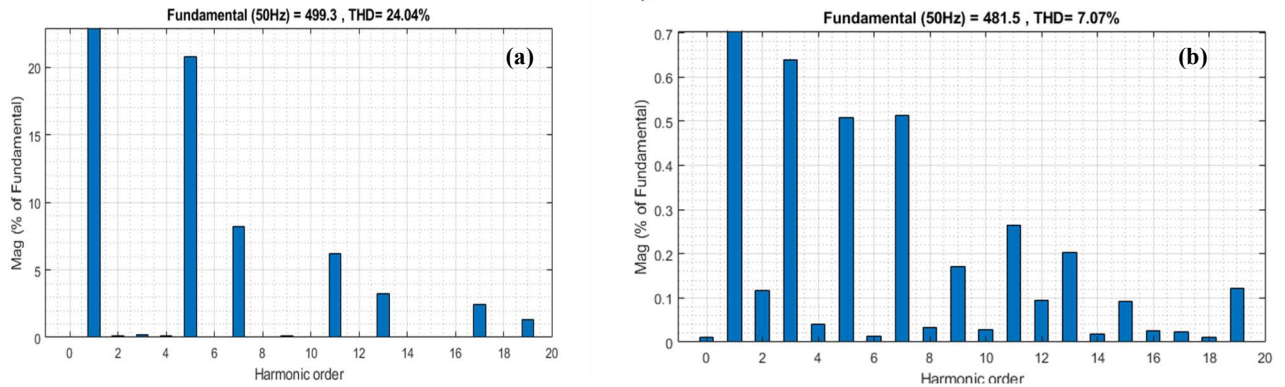 Fundamental (50Hz) = 499.3 , THD= 24.04%
(a)
Mag (% of Fundamental)
20
15
10
5
0
0 2 4 6 8 10 12 14 16 18 20
Harmonic order
Fundamental (50Hz) = 481.5 , THD= 7.07%
(b)
Mag (% of Fundamental)
0.7
0.6
0.5
0.4
0.3
0.2
0.1
0
0 2 4 6 8 10 12 14 16 18 20
Harmonic order